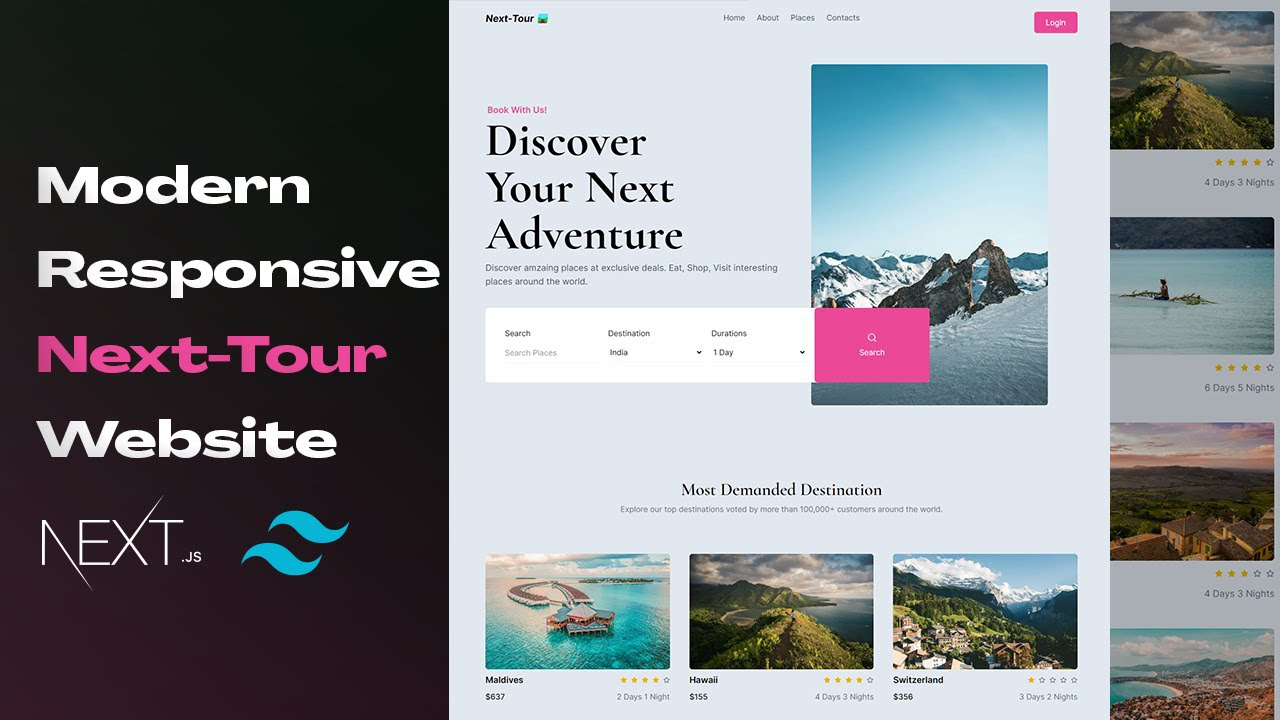 Modern
Responsive
Next-Tour
Website
NEXT.JS
Next-Tour
Home About Places Contacts
Login
Book With Us!
Discover
Your Next
Adventure
Discover amzaing places at exclusive deals. Eat, Shop, Visit interesting
places around the world.
Search Destination Durations
Search Places India 1 Day
Search
Most Demanded Destination
Explore our top destinations voted by more than 100,000+ customers around the world.
Maldives
$637 2 Days 1 Night
Hawaii
$155 4 Days 3 Nights
Switzerland
$356 3 Days 2 Nights
4 Days 3 Nights
6 Days 5 Nights
4 Days 3 Nights